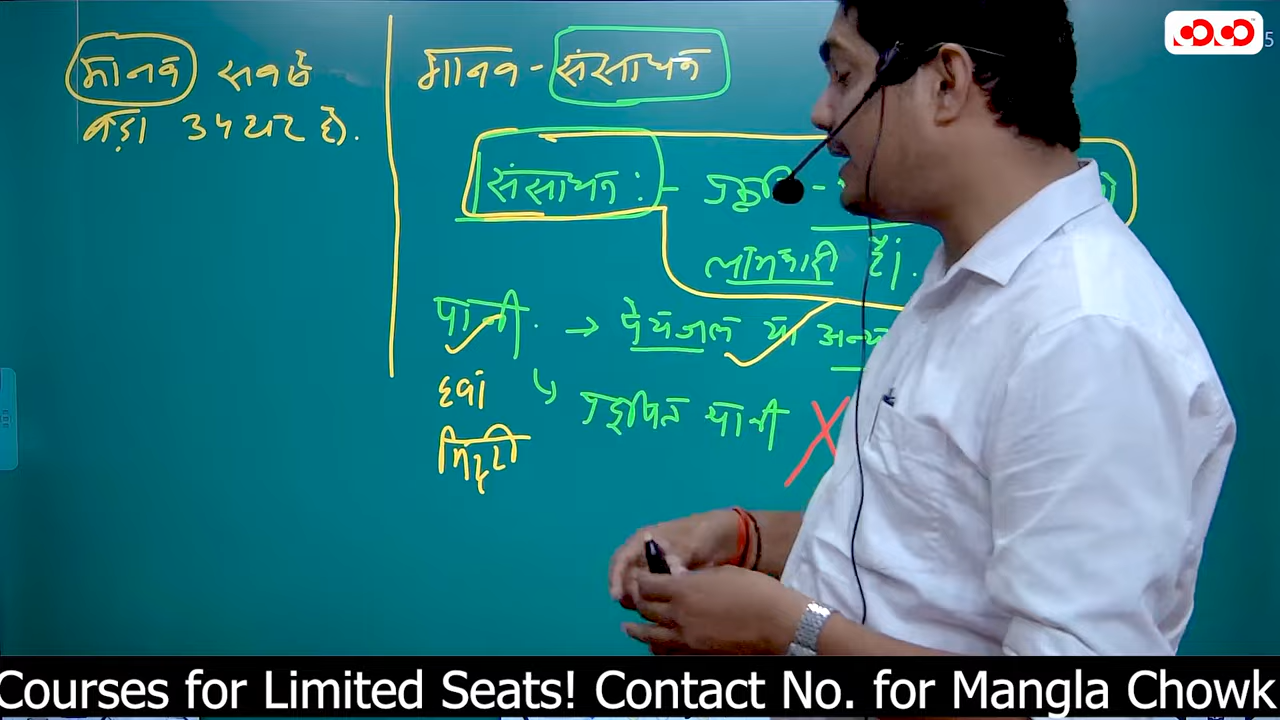 मानव सबसे
बड़ा उपहार है।
मानव - संसाधन
संसाधन :- प्रकृति -
लाभकारी हैं।
पानी. → पेयजल या अन्य
हवा ↳ प्रदूषित पानी X
मिट्टी
5
Courses for Limited Seats! Contact No. for Mangla Chowk